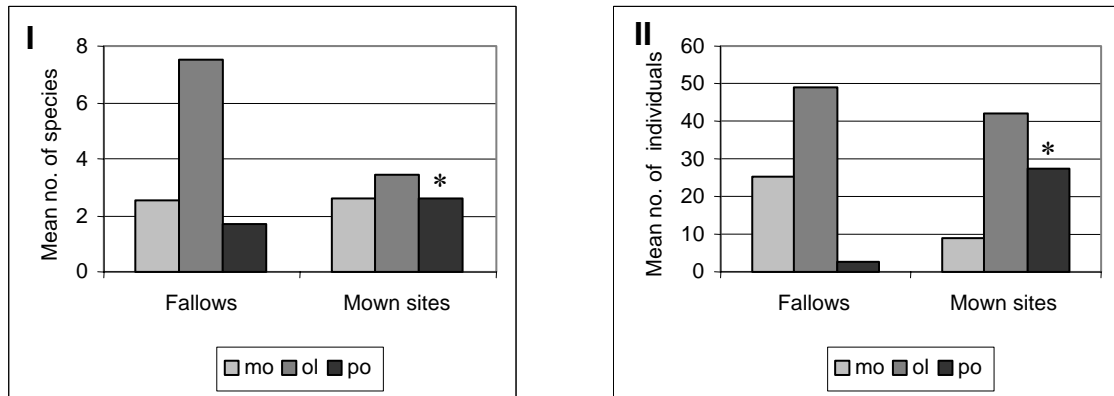 I
Mean no. of species
8
6
4
2
0
*
Fallows
Mown sites
mo ol po
II
Mean no. of individuals
60
50
40
30
20
10
0
*
Fallows
Mown sites
mo ol po